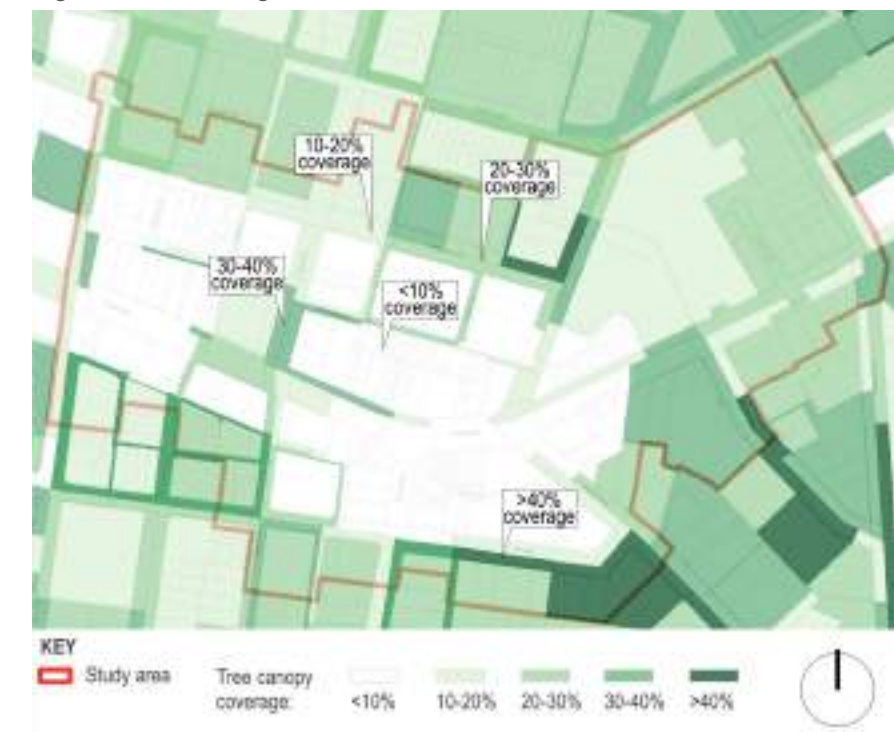 10-20%
coverage
20-30%
coverage
30-40%
coverage
<10%
coverage
>40%
coverage
KEY
Study area
Tree canopy
coverage:
<10%
10-20%
20-30%
30-40%
>40%